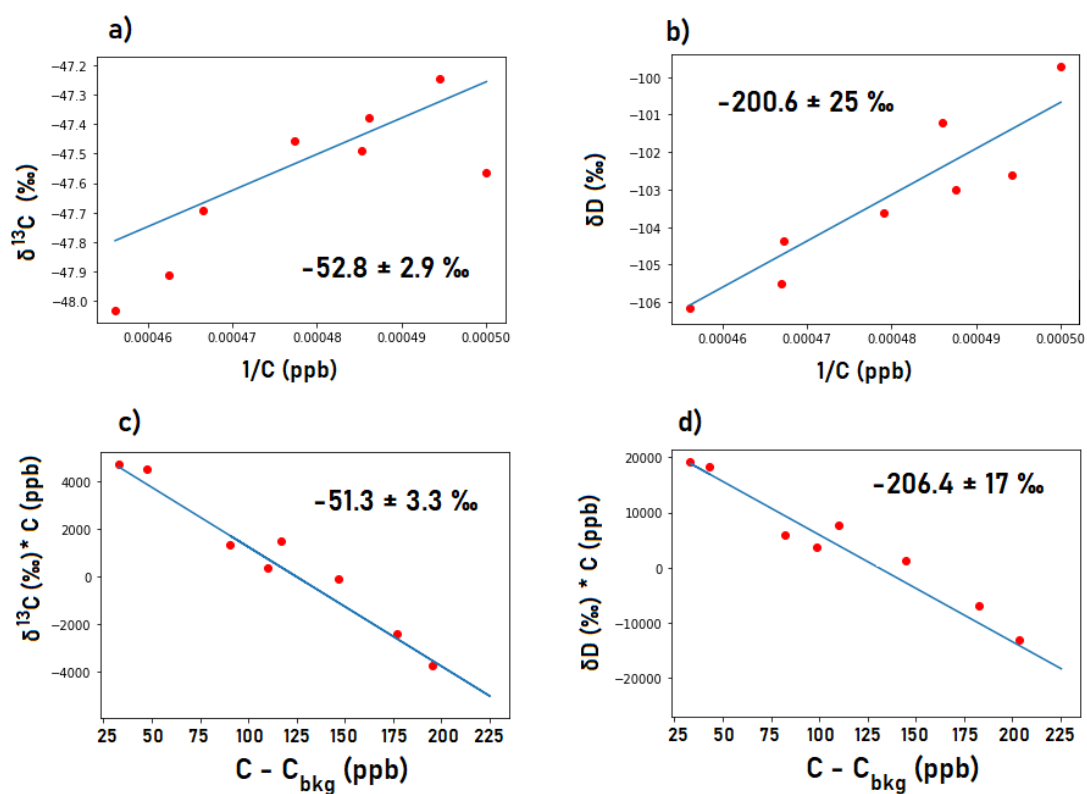 a)
−47.2
−47.3
−47.4
−47.5
−47.6
−47.7
−47.8
−47.9
−48.0
δ ¹³C (‰)
-52.8 ± 2.9 ‰
0.00046 0.00047 0.00048 0.00049 0.00050
1/C (ppb)
b)
−100
−101
−102
−103
−104
−105
−106
δD (‰)
-200.6 ± 25 ‰
0.00046 0.00047 0.00048 0.00049 0.00050
1/C (ppb)
c)
4000
2000
0
−2000
−4000
δ ¹³C (‰) * C (ppb)
-51.3 ± 3.3 ‰
25 50 75 100 125 150 175 200 225
C - Cbkg (ppb)
d)
20000
10000
0
−10000
−20000
δD (‰) * C (ppb)
-206.4 ± 17 ‰
25 50 75 100 125 150 175 200 225
C - Cbkg (ppb)